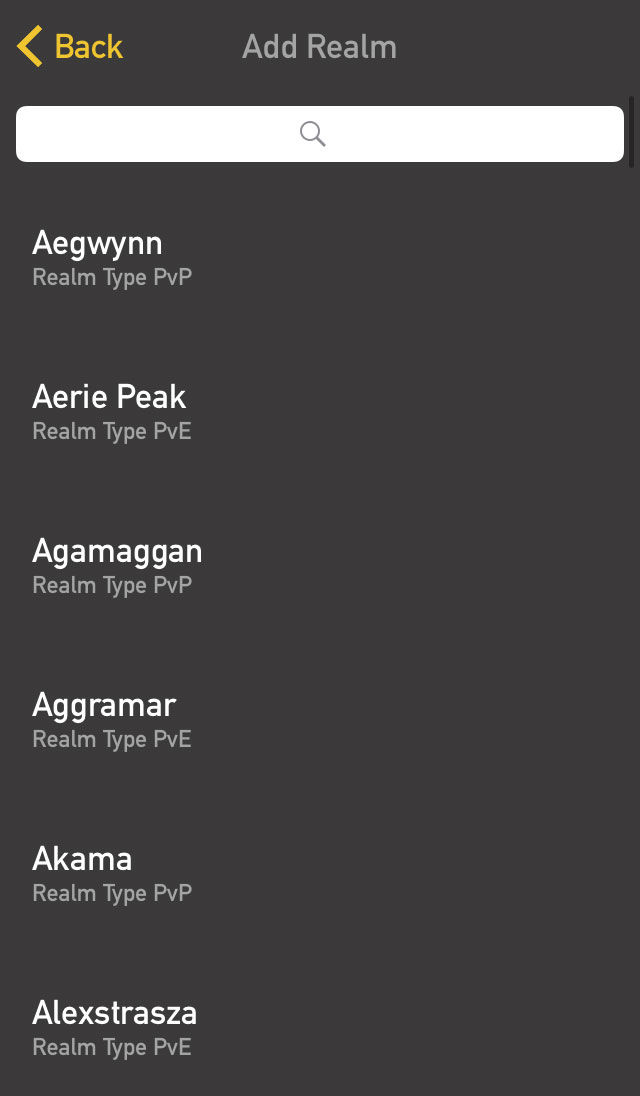 Back
Add Realm
Aegwynn
Realm Type PvP
Aerie Peak
Realm Type PvE
Agamaggan
Realm Type PvP
Aggramar
Realm Type PvE
Akama
Realm Type PvP
Alexstrasza
Realm Type PvE